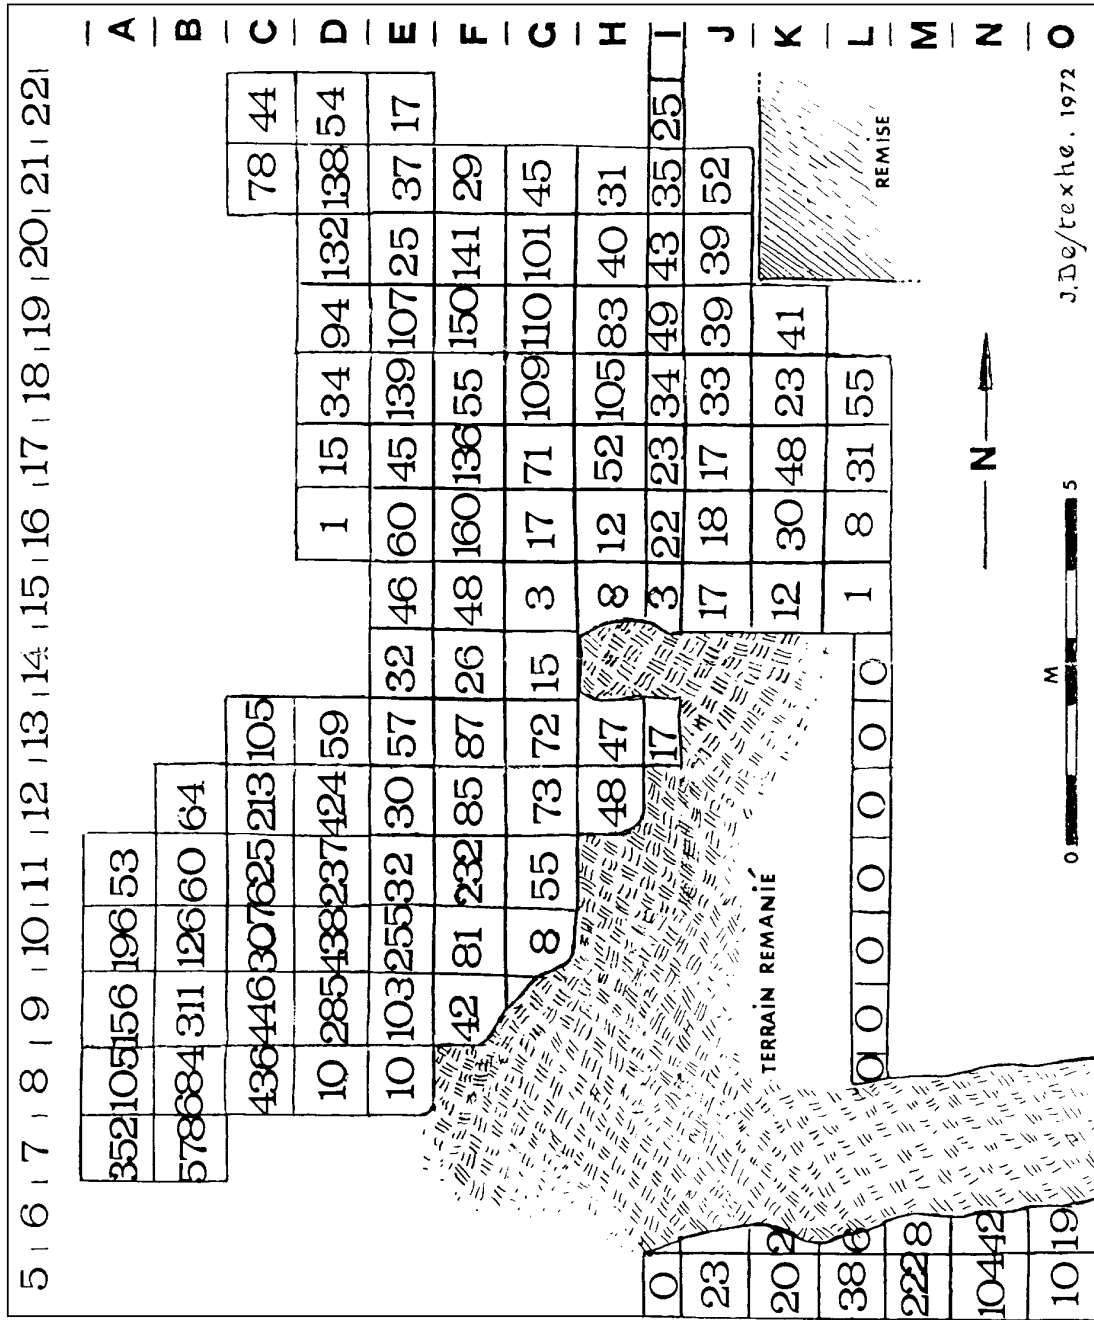 5 6 7 8 9 10 11 12 13 14 15 16 17 18 19 20 21 22
352 105 156 196 53 A
578 684 311 126 60 64 B
436 446 307 625 213 105 78 44 C
10 285 438 237 424 59 1 15 34 94 132 138 54 D
10 103 255 32 30 57 32 46 60 45 139 107 25 37 17 E
42 81 232 85 87 26 48 160 136 55 150 141 29 F
8 55 73 72 15 3 17 71 109 110 101 45 G
48 47 8 12 52 105 83 40 31 H
0 17 3 22 23 34 49 43 35 25 I
23 17 18 17 33 39 39 52 J
20 2 TERRAIN REMANIÉ 12 30 48 23 41 K
REMISE
38 6 0 0 0 0 0 0 0 1 8 31 55 L
222 8 M
104 42 N N
M
0 5
10 19 O
J. Deltexhe. 1972